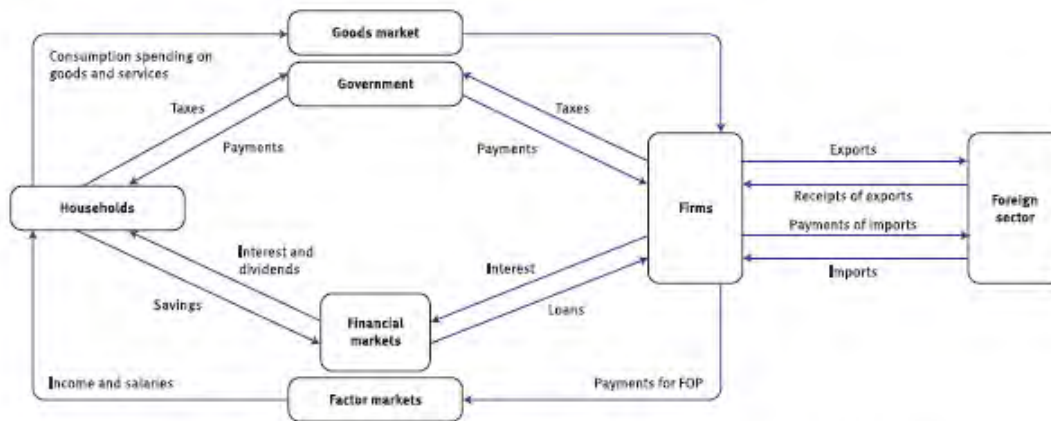 Goods market
Consumption spending on
goods and services
Government
Taxes
Taxes
Payments
Payments
Exports
Households
Firms
Receipts of exports
Foreign
sector
Payments of imports
Interest and
dividends
Interest
Imports
Savings
Loans
Financial
markets
Income and salaries
Payments for FOP
Factor markets